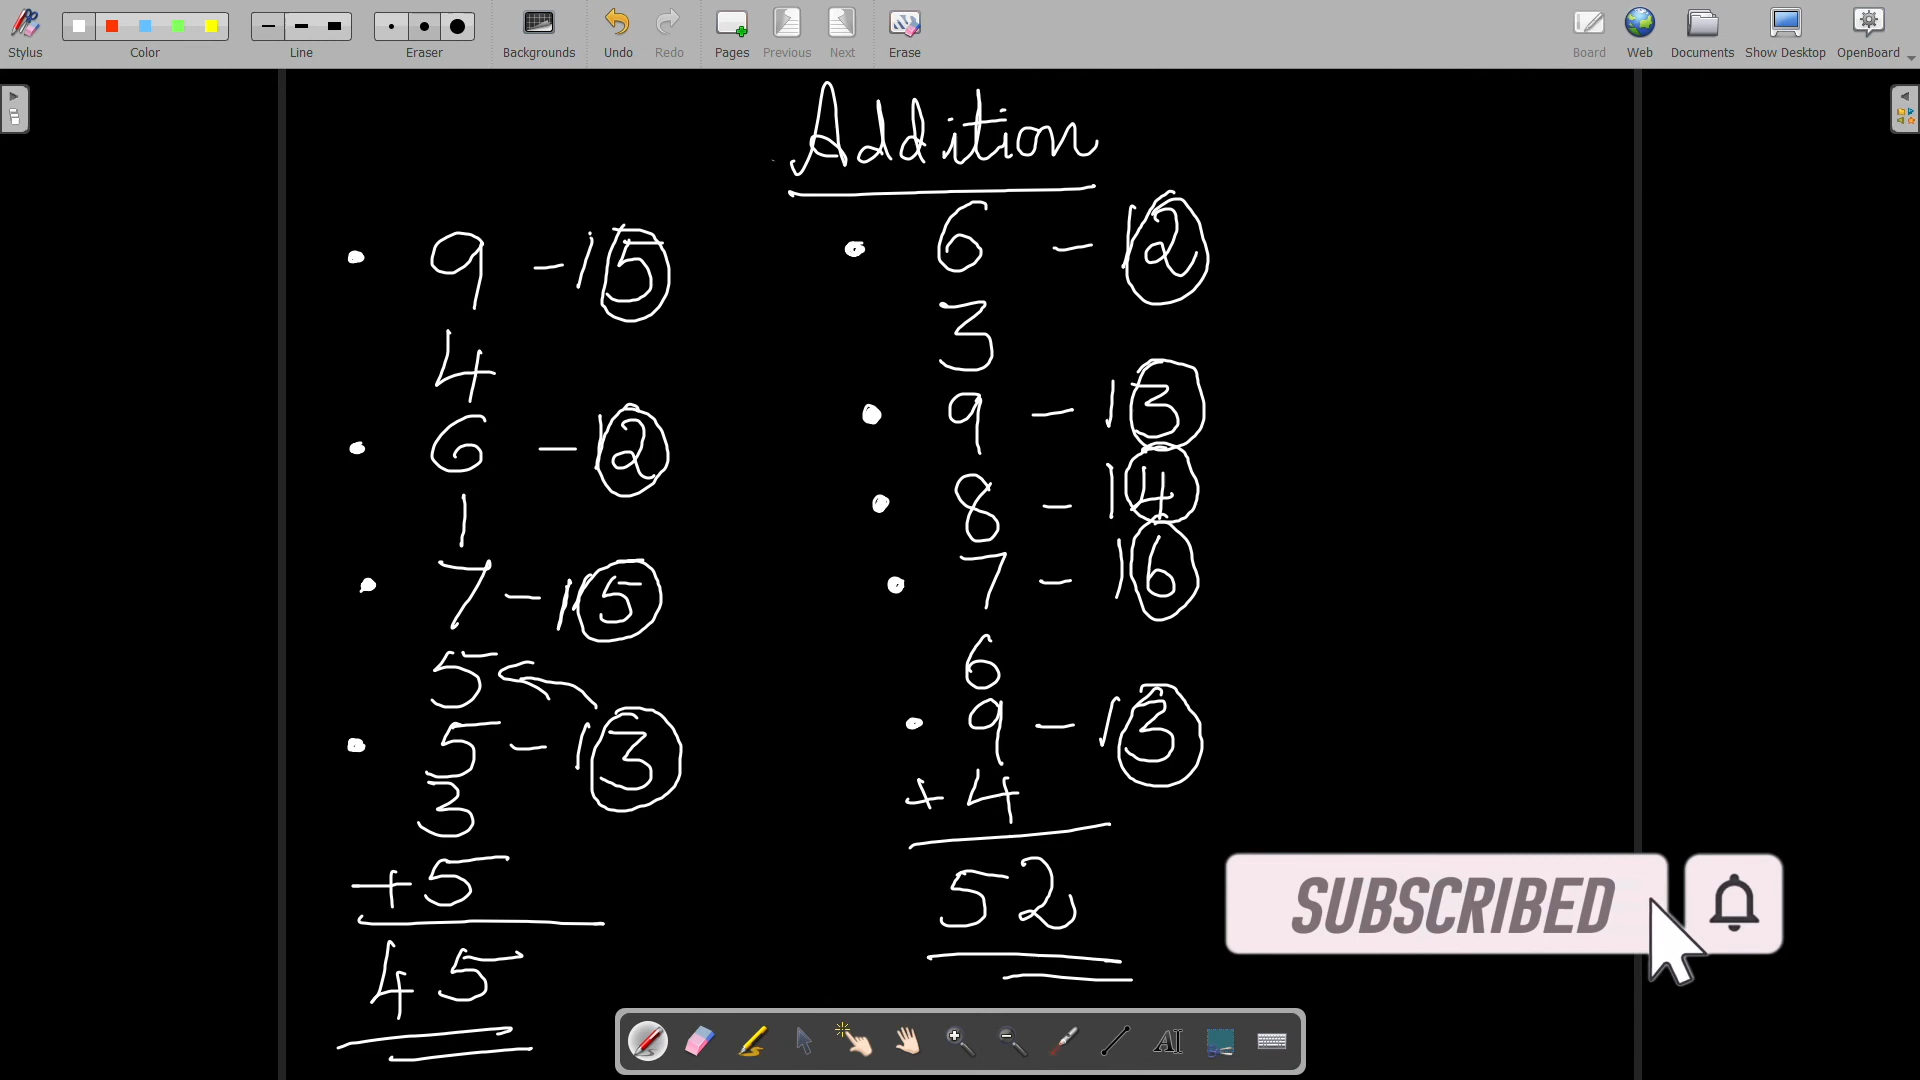 Stylus Color Line Eraser Backgrounds Undo Redo Pages Previous Next Erase Board Web Documents Show Desktop OpenBoard
Addition
9 - 15
4
6 - 12
1
7 - 15
5
5 - 13
3
+ 5
45
6 - 12
3
9 - 13
8 - 14
7 - 16
6
9 - 13
+ 4
52
SUBSCRIBED